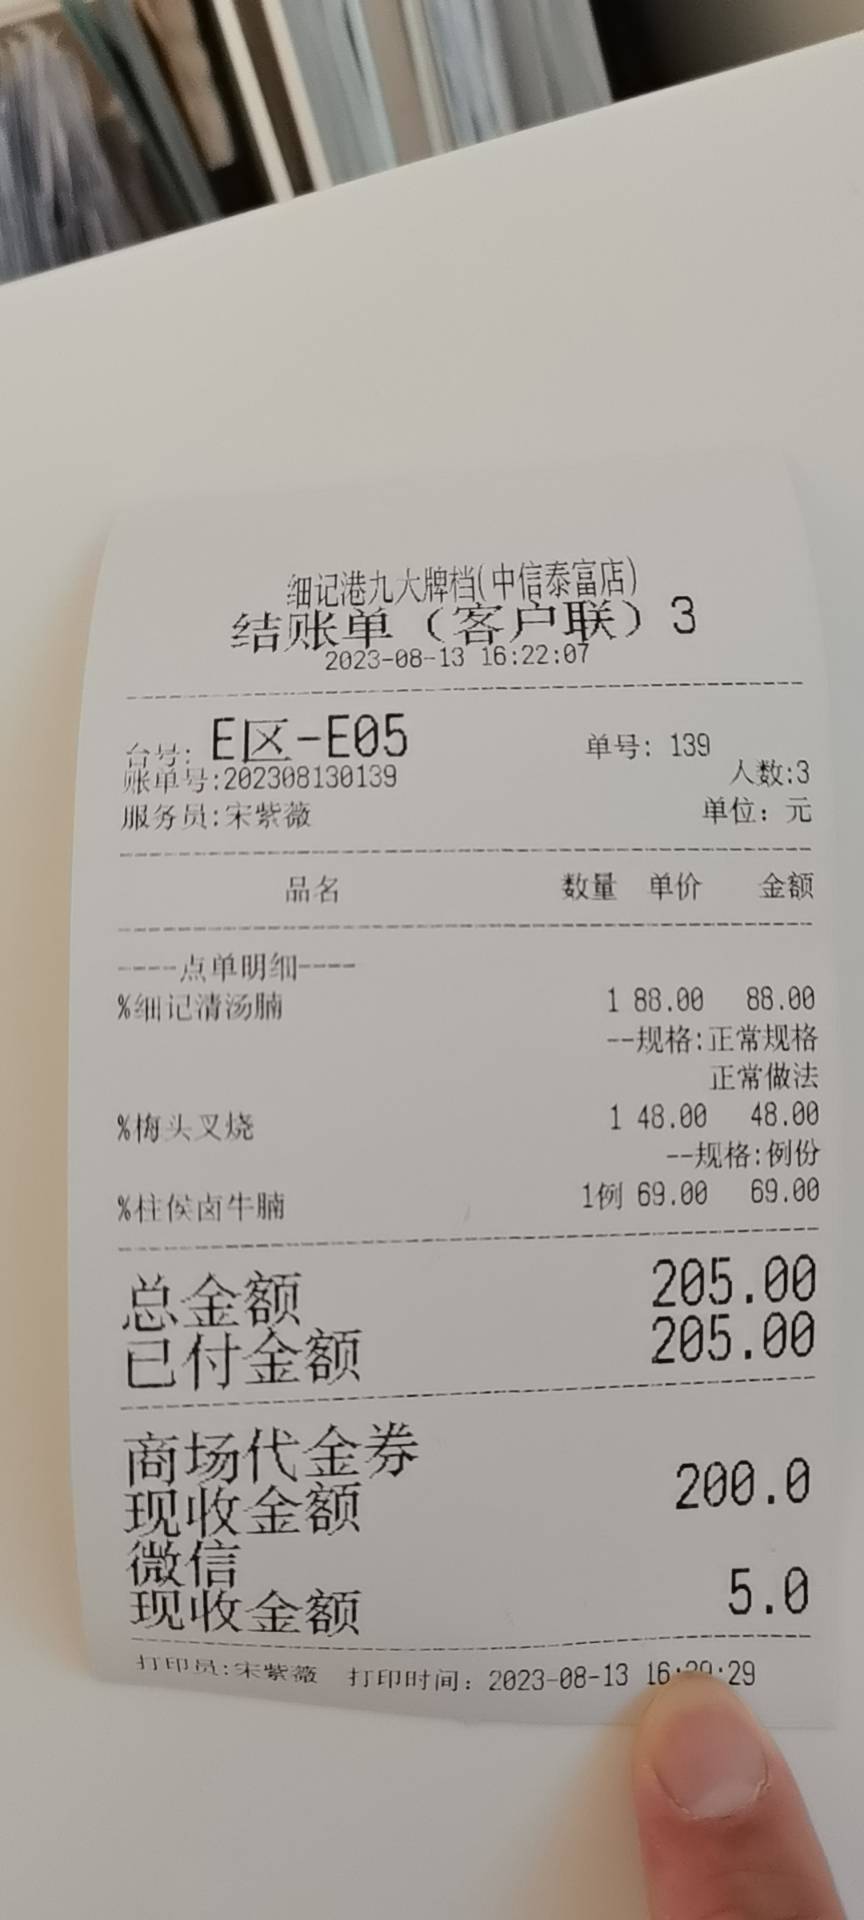 细记港九大牌档(中信泰富店)
结账单（客户联）3
2023-08-13 16:22:07
台号: E区-E05 单号: 139
账单号:202308130139 人数:3
服务员:宋紫薇 单位: 元
品名 数量 单价 金额
----点单明细----
%细记清汤腩 1 88.00 88.00
--规格:正常规格
正常做法
%梅头叉烧 1 48.00 48.00
--规格:例份
%柱侯卤牛腩 1例 69.00 69.00
总金额 205.00
已付金额 205.00
商场代金券
现收金额 200.0
微信
现收金额 5.0
打印员:宋紫薇 打印时间: 2023-08-13